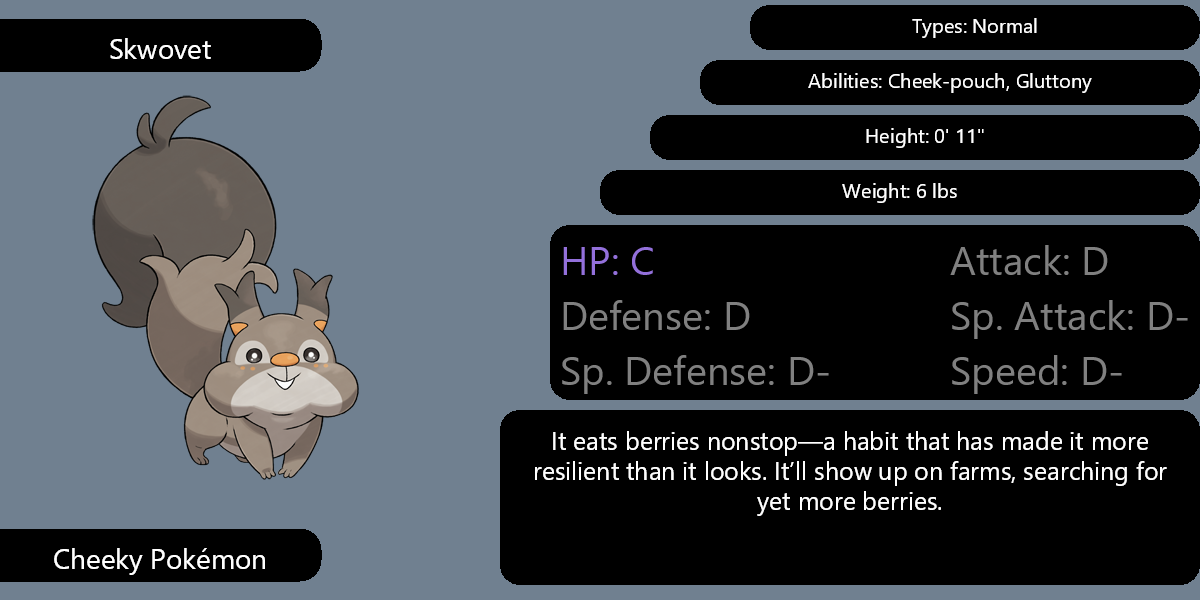 Skwovet
Types: Normal
Abilities: Cheek-pouch, Gluttony
Height: 0' 11"
Weight: 6 lbs
HP: C
Attack: D
Defense: D
Sp. Attack: D-
Sp. Defense: D-
Speed: D-
It eats berries nonstop—a habit that has made it more
resilient than it looks. It’ll show up on farms, searching for
yet more berries.
Cheeky Pokémon